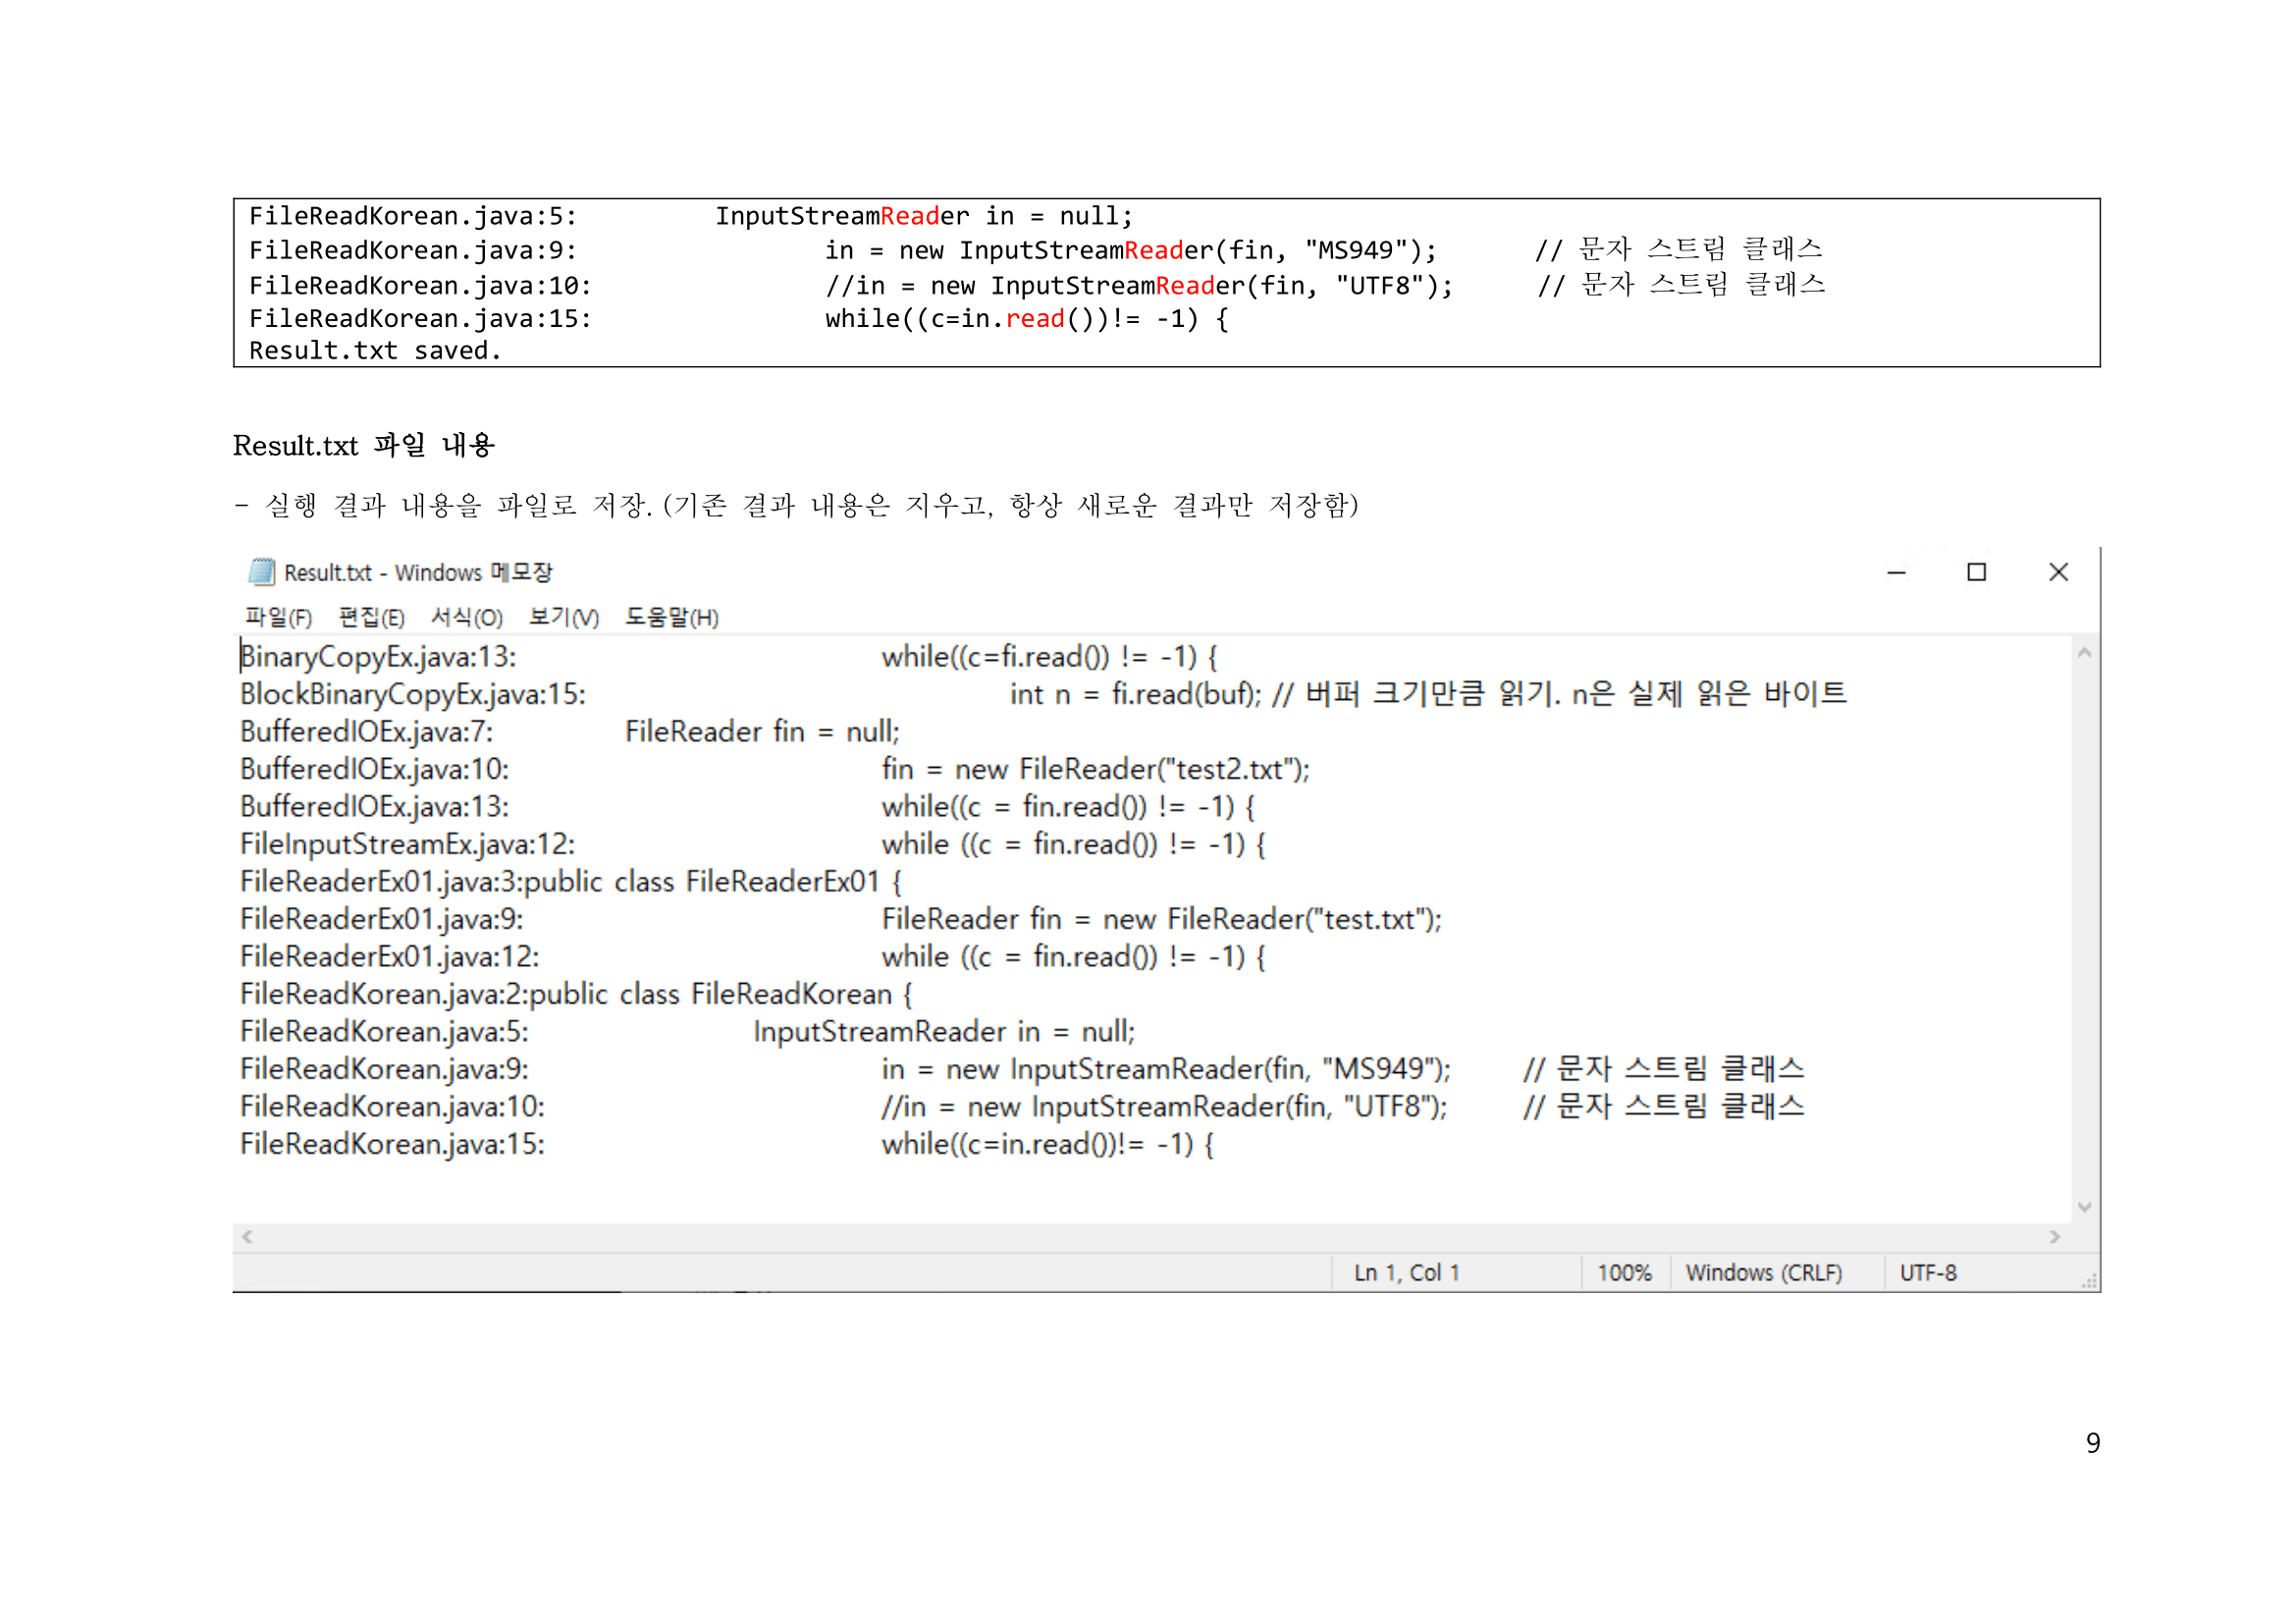 FileReadKorean.java:5:         InputStreamReader in = null;
FileReadKorean.java:9:                in = new InputStreamReader(fin, "MS949");       // 문자 스트림 클래스
FileReadKorean.java:10:               //in = new InputStreamReader(fin, "UTF8");      // 문자 스트림 클래스
FileReadKorean.java:15:               while((c=in.read())!= -1) {
Result.txt saved.
Result.txt 파일 내용
- 실행 결과 내용을 파일로 저장. (기존 결과 내용은 지우고, 항상 새로운 결과만 저장함)
Result.txt - Windows 메모장
파일(F) 편집(E) 서식(O) 보기(V) 도움말(H)
BinaryCopyEx.java:13:                 while((c=fi.read()) != -1) {
BlockBinaryCopyEx.java:15:                    int n = fi.read(buf); // 버퍼 크기만큼 읽기. n은 실제 읽은 바이트
BufferedIOEx.java:7:        FileReader fin = null;
BufferedIOEx.java:10:                 fin = new FileReader("test2.txt");
BufferedIOEx.java:13:                 while((c = fin.read()) != -1) {
FileInputStreamEx.java:12:            while ((c = fin.read()) != -1) {
FileReaderEx01.java:3:public class FileReaderEx01 {
FileReaderEx01.java:9:                FileReader fin = new FileReader("test.txt");
FileReaderEx01.java:12:               while ((c = fin.read()) != -1) {
FileReadKorean.java:2:public class FileReadKorean {
FileReadKorean.java:5:         InputStreamReader in = null;
FileReadKorean.java:9:                in = new InputStreamReader(fin, "MS949");     // 문자 스트림 클래스
FileReadKorean.java:10:               //in = new InputStreamReader(fin, "UTF8");     // 문자 스트림 클래스
FileReadKorean.java:15:               while((c=in.read())!= -1) {
Ln 1, Col 1 100% Windows (CRLF) UTF-8
9